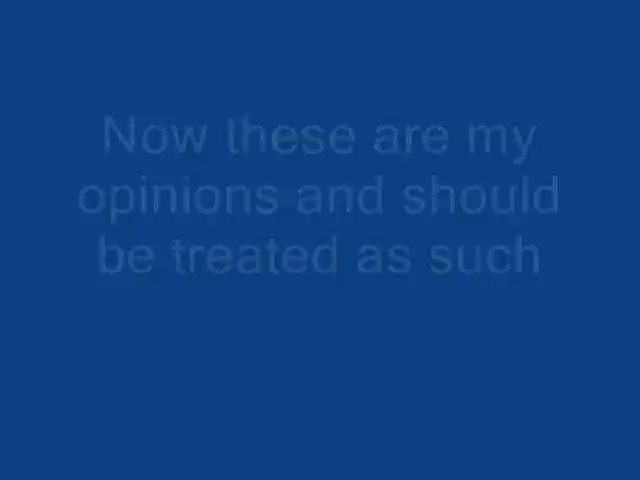 Now these are my
opinions and should
be treated as such